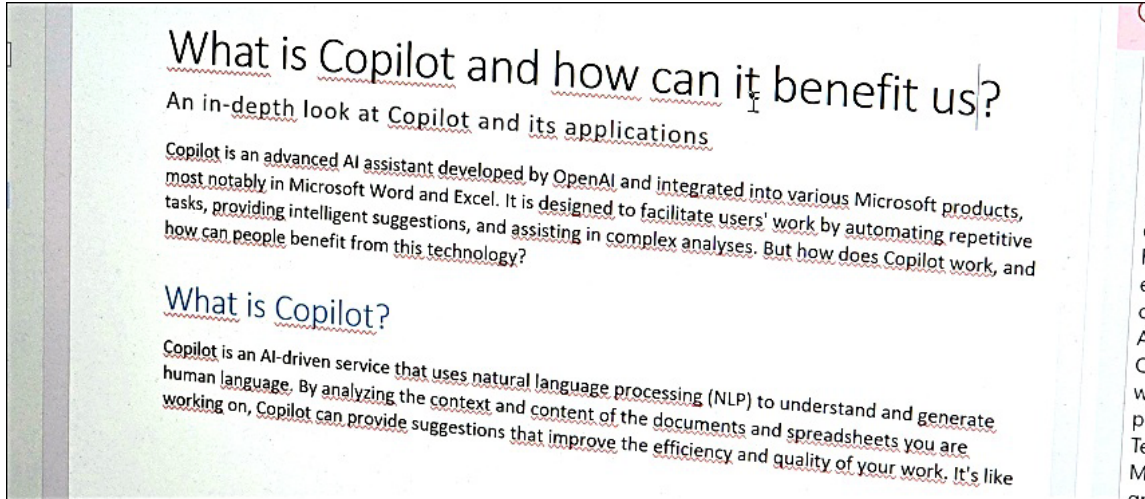 What is Copilot and how can it benefit us?
An in-depth look at Copilot and its applications
Copilot is an advanced AI assistant developed by OpenAI and integrated into various Microsoft products,
most notably in Microsoft Word and Excel. It is designed to facilitate users' work by automating repetitive
tasks, providing intelligent suggestions, and assisting in complex analyses. But how does Copilot work, and
how can people benefit from this technology?
What is Copilot?
Copilot is an AI-driven service that uses natural language processing (NLP) to understand and generate
human language. By analyzing the context and content of the documents and spreadsheets you are
working on, Copilot can provide suggestions that improve the efficiency and quality of your work. It's like